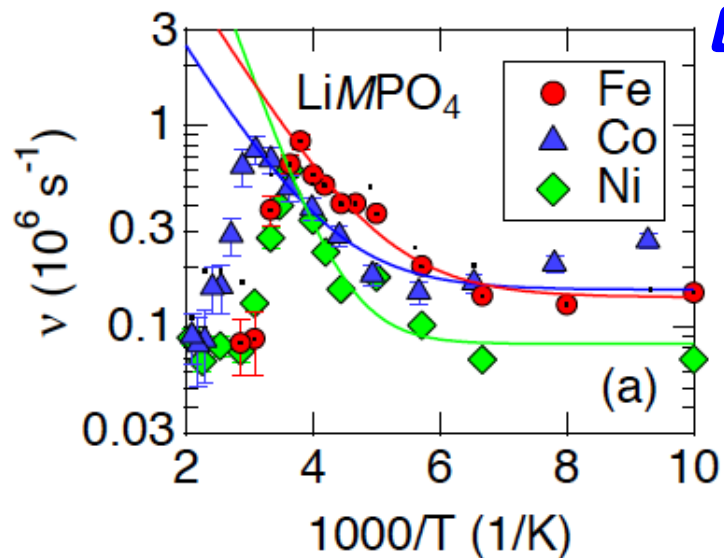 3
LiMPO₄
Fe
Co
Ni
1
0.3
0.1
0.03
ν (10⁶ s⁻¹)
(a)
2
4
6
8
10
1000/T (1/K)